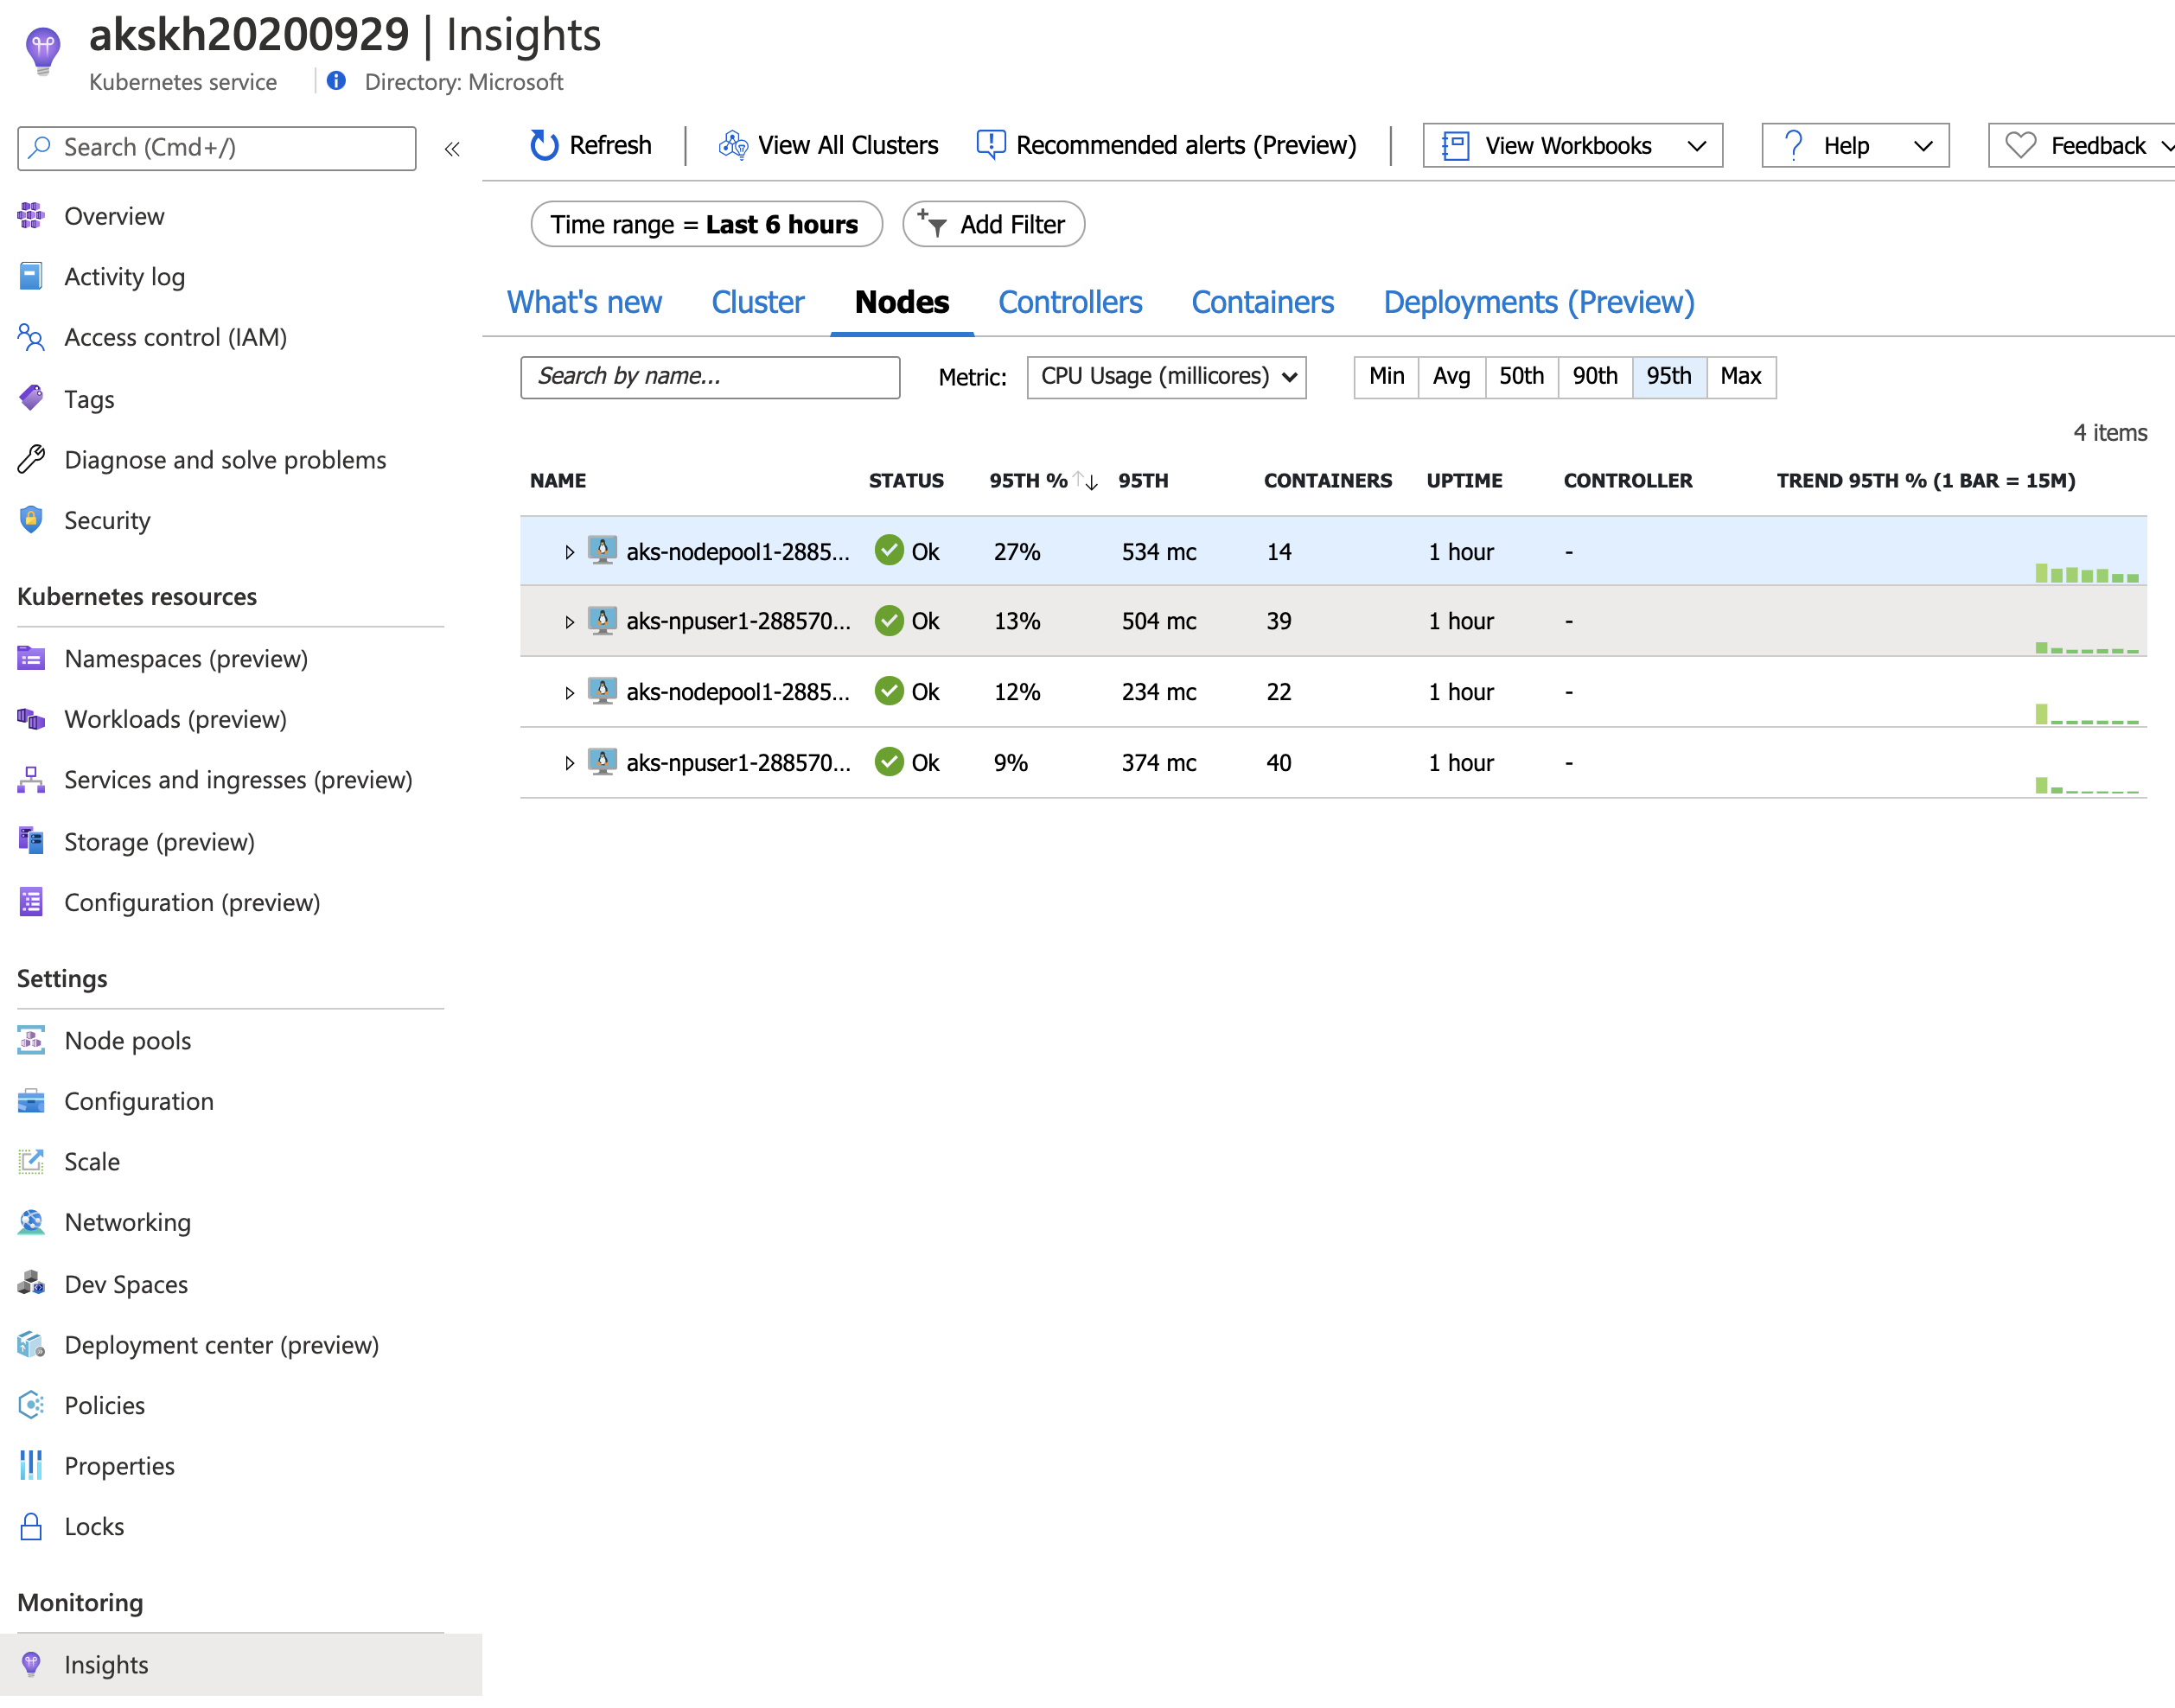 akskh20200929 | Insights
Kubernetes service
Directory: Microsoft
Search (Cmd+/)
«
Overview
Activity log
Access control (IAM)
Tags
Diagnose and solve problems
Security
Kubernetes resources
Namespaces (preview)
Workloads (preview)
Services and ingresses (preview)
Storage (preview)
Configuration (preview)
Settings
Node pools
Configuration
Scale
Networking
Dev Spaces
Deployment center (preview)
Policies
Properties
Locks
Monitoring
Insights
Refresh View All Clusters Recommended alerts (Preview) View Workbooks Help Feedback
Time range = Last 6 hours Add Filter
What's new Cluster Nodes Controllers Containers Deployments (Preview)
Search by name... Metric: CPU Usage (millicores) Min Avg 50th 90th 95th Max
4 items
NAME STATUS 95TH % 95TH CONTAINERS UPTIME CONTROLLER TREND 95TH % (1 BAR = 15M)
aks-nodepool1-2885... Ok 27% 534 mc 14 1 hour -
aks-npuser1-288570... Ok 13% 504 mc 39 1 hour -
aks-nodepool1-2885... Ok 12% 234 mc 22 1 hour -
aks-npuser1-288570... Ok 9% 374 mc 40 1 hour -